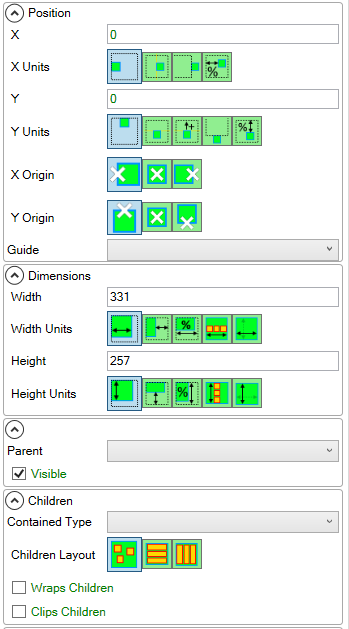 Position
X 0
X Units %
Y 0
Y Units + %
X Origin
Y Origin
Guide
Dimensions
Width 331
Width Units %
Height 257
Height Units %
Parent
Visible
Children
Contained Type
Children Layout
Wraps Children
Clips Children